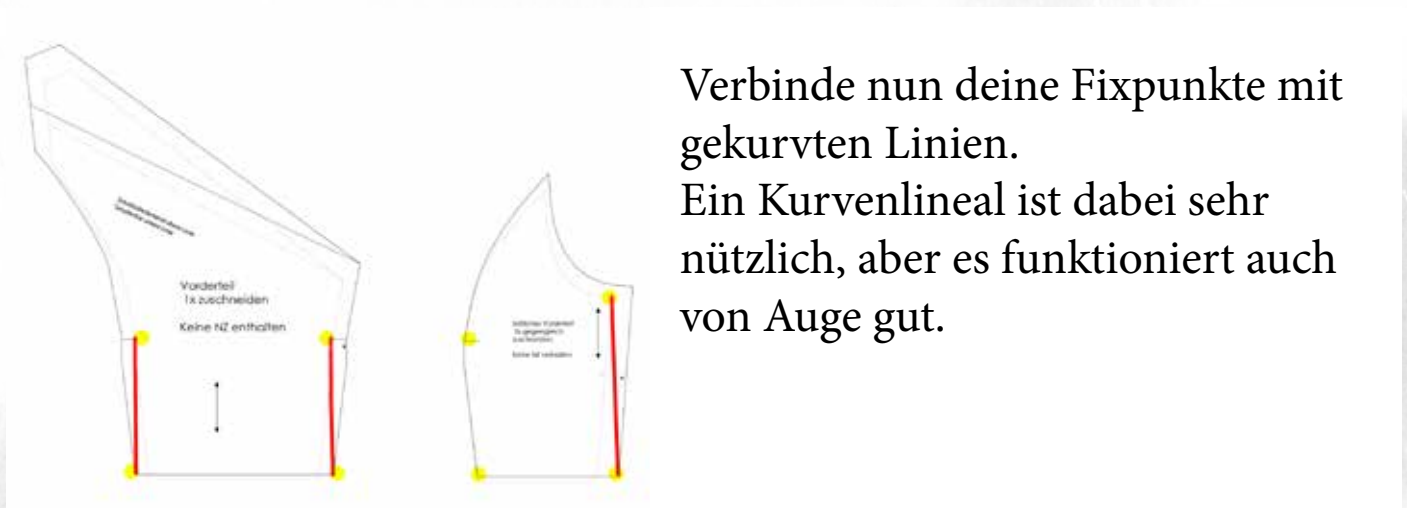 Verbinde nun deine Fixpunkte mit
gekurvten Linien.
Ein Kurvenlineal ist dabei sehr
nützlich, aber es funktioniert auch
von Auge gut.
Vorderteil
1x zuschneiden
Keine NZ enthalten